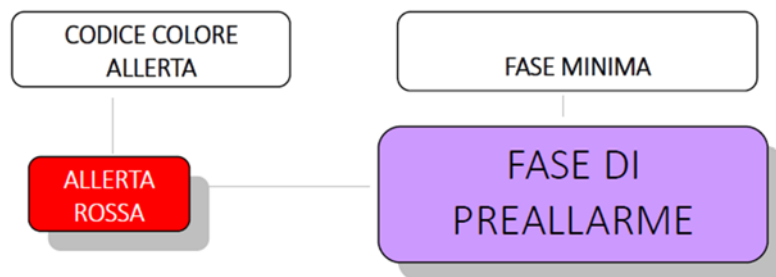 CODICE COLORE
ALLERTA
FASE MINIMA
ALLERTA
ROSSA
FASE DI
PREALLARME